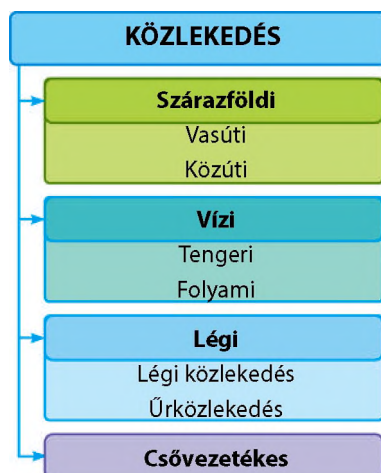 KÖZLEKEDÉS
Szárazföldi
Vasúti
Közúti
Vízi
Tengeri
Folyami
Légi
Légi közlekedés
Űrközlekedés
Csővezetékes